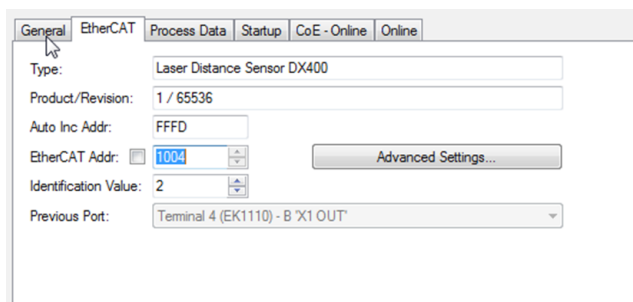 General EtherCAT Process Data Startup CoE - Online Online
Type: Laser Distance Sensor DX400
Product/Revision: 1 / 65536
Auto Inc Addr: FFFD
EtherCAT Addr: 1004 Advanced Settings...
Identification Value: 2
Previous Port: Terminal 4 (EK1110) - B 'X1 OUT'